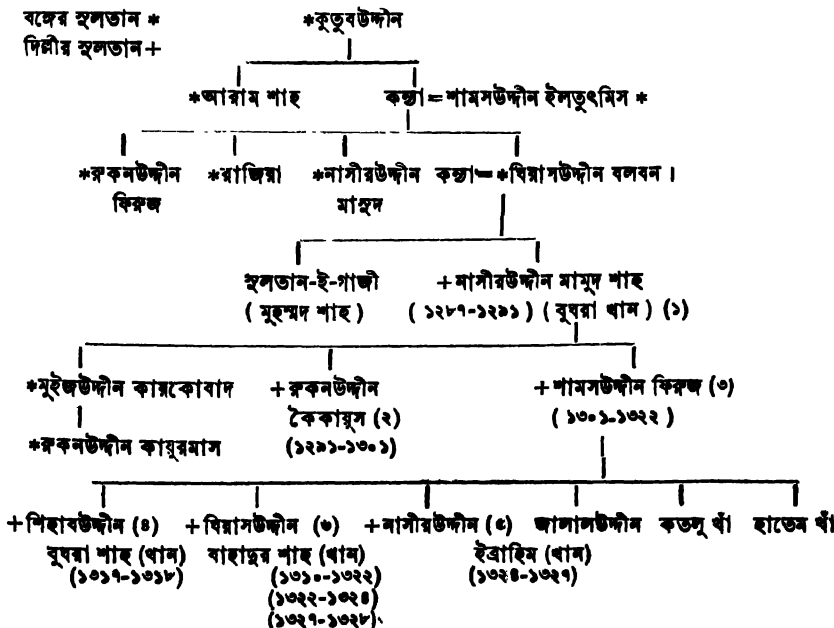 বঙ্গের সুলতান *
দিল্লীর সুলতান +
*কুতুবউদ্দীন
*আরাম শাহ কন্যা = শামসউদ্দীন ইলতুৎমিস *
*রুকনউদ্দীন *রাজিয়া *নাসীরউদ্দীন কন্যা = *ঘিয়াসউদ্দীন বলবন ।
ফিরুজ মাসুদ
সুলতান-ই-গাজী +নাসীরউদ্দীন মামুদ শাহ
( মুহম্মদ শাহ ) ( ১২৮৭-১২৯১ ) ( বুঘরা খান ) (১)
*মুইজউদ্দীন কায়কোবাদ +রুকনউদ্দীন +শামসউদ্দীন ফিরুজ (৩)
কৈকায়ুস (২) ( ১৩০১-১৩২২ )
*রুকনউদ্দীন কায়ুরমাস (১২৯১-১৩০১)
+শিহাবউদ্দীন (৪) +ঘিয়াসউদ্দীন (৬) +নাসীরউদ্দীন (৫) জালালউদ্দীন কতলু খাঁ হাতেম খাঁ
বুঘরা শাহ (খান) বাহাদুর শাহ (খান) ইব্রাহিম (খান)
(১৩১৭-১৩১৮) (১৩১০-১৩২২) (১৩২৪-১৩২৭)
(১৩২২-১৩২৪)
(১৩২৭-১৩২৮)